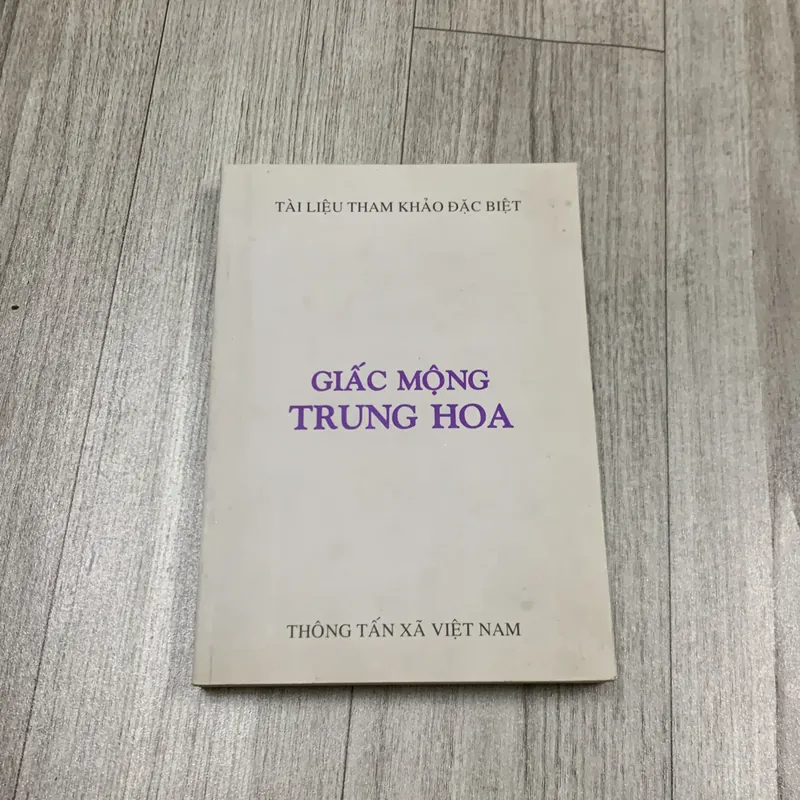 TÀI LIỆU THAM KHẢO ĐẶC BIỆT
GIẤC MỘNG
TRUNG HOA
THÔNG TẤN XÃ VIỆT NAM